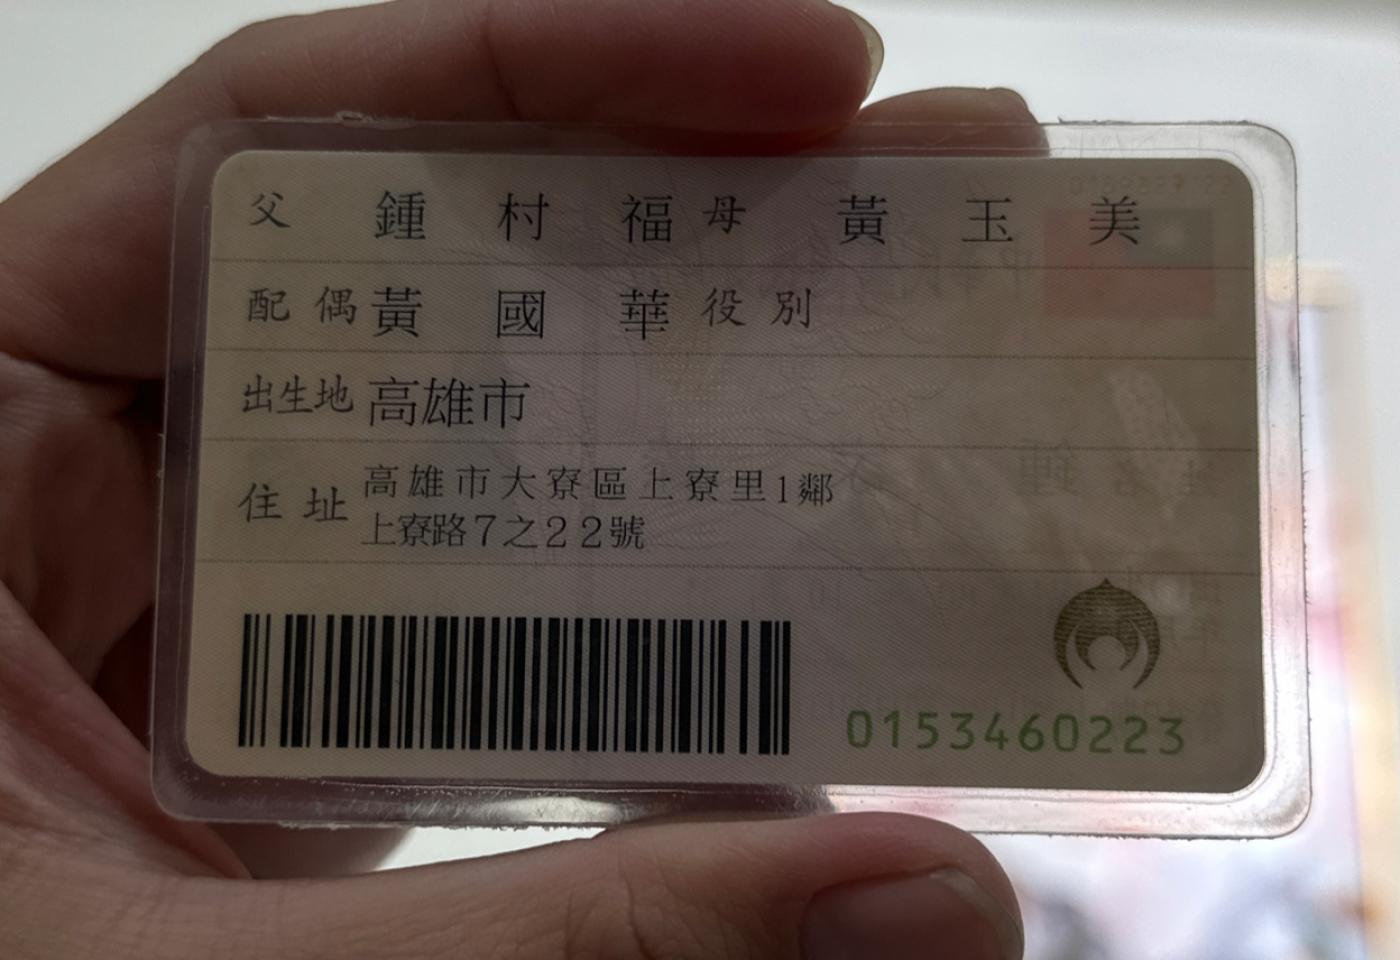 父 鍾村福 母 黃玉美
配偶 黃國華 役別
出生地 高雄市
住址 高雄市大寮區上寮里1鄰
上寮路7之22號
0153460223